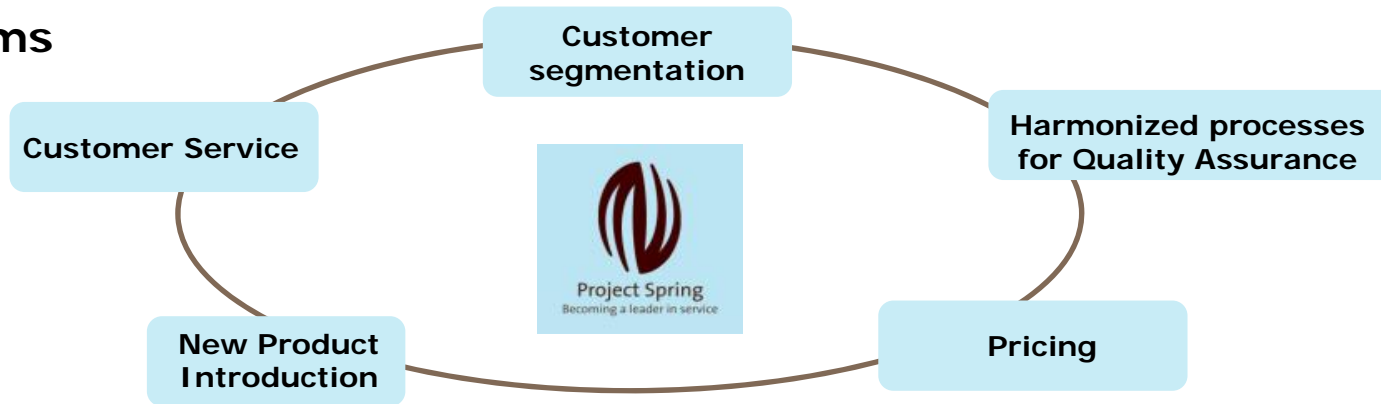 ms
Customer
segmentation
Customer Service
Harmonized processes
for Quality Assurance
Project Spring
Becoming a leader in service
New Product
Introduction
Pricing